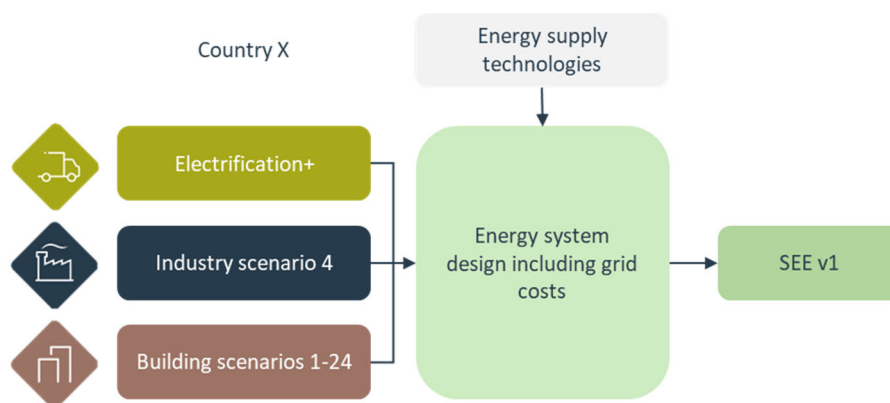 Country X
Energy supply
technologies
Electrification+
Industry scenario 4
Building scenarios 1-24
Energy system
design including grid
costs
SEE v1